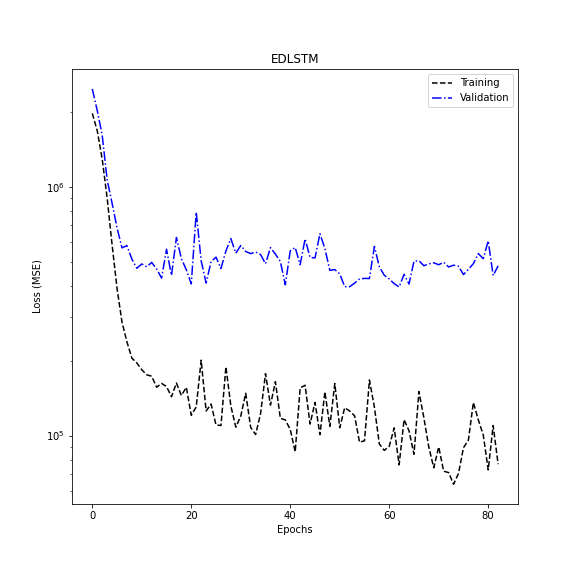 EDLSTM
Training
Validation
Loss (MSE)
10^6
10^5
0 20 40 60 80
Epochs